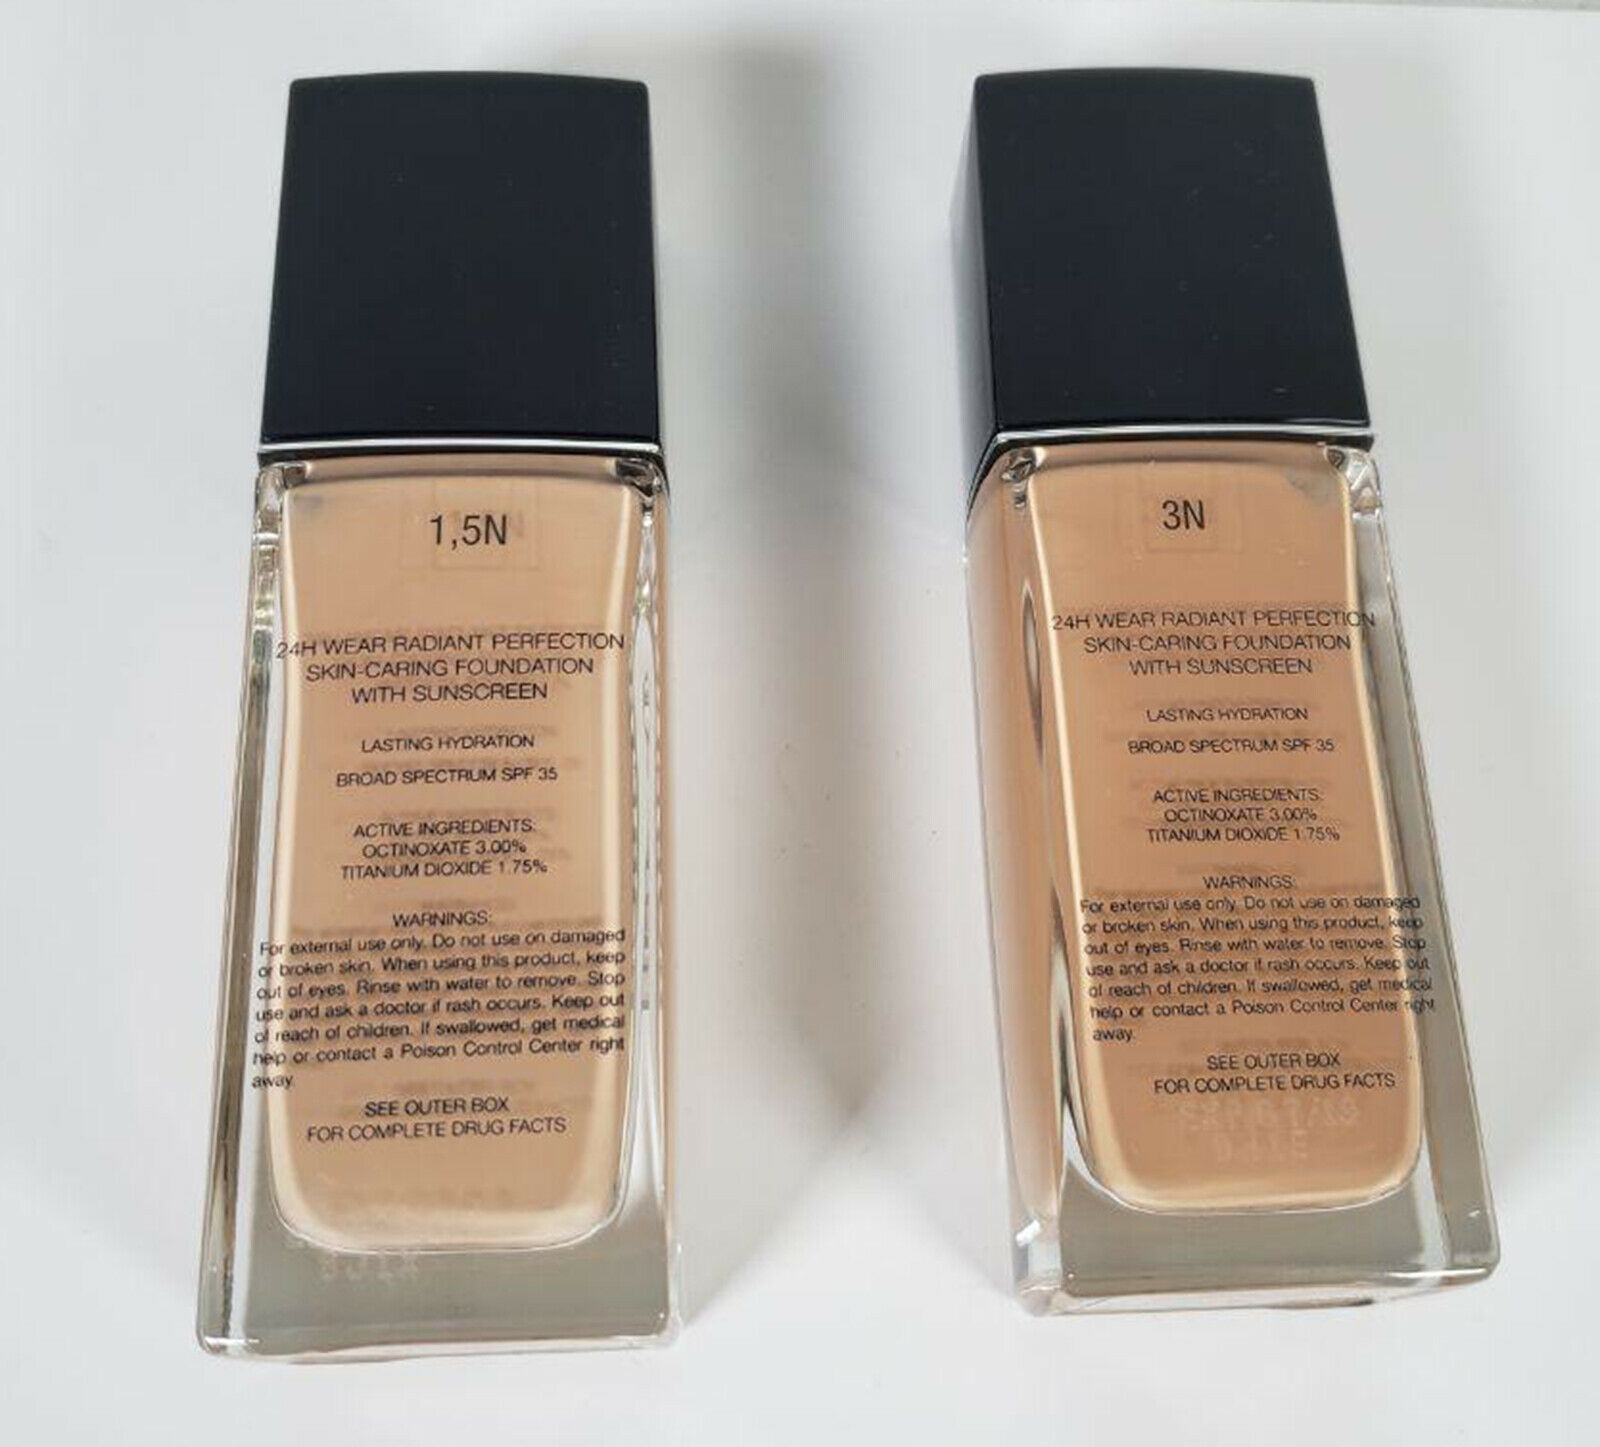 1,5N
24H WEAR RADIANT PERFECTION
SKIN-CARING FOUNDATION
WITH SUNSCREEN
LASTING HYDRATION
BROAD SPECTRUM SPF 35
ACTIVE INGREDIENTS:
OCTINOXATE 3.00%
TITANIUM DIOXIDE 1.75%
WARNINGS:
For external use only. Do not use on damaged
or broken skin. When using this product, keep
out of eyes. Rinse with water to remove. Stop
use and ask a doctor if rash occurs. Keep out
of reach of children. If swallowed, get medical
help or contact a Poison Control Center right
away.
SEE OUTER BOX
FOR COMPLETE DRUG FACTS
3N
24H WEAR RADIANT PERFECTION
SKIN-CARING FOUNDATION
WITH SUNSCREEN
LASTING HYDRATION
BROAD SPECTRUM SPF 35
ACTIVE INGREDIENTS:
OCTINOXATE 3.00%
TITANIUM DIOXIDE 1.75%
WARNINGS:
For external use only. Do not use on damaged
or broken skin. When using this product, keep
out of eyes. Rinse with water to remove. Stop
use and ask a doctor if rash occurs. Keep out
of reach of children. If swallowed, get medical
help or contact a Poison Control Center right
away.
SEE OUTER BOX
FOR COMPLETE DRUG FACTS